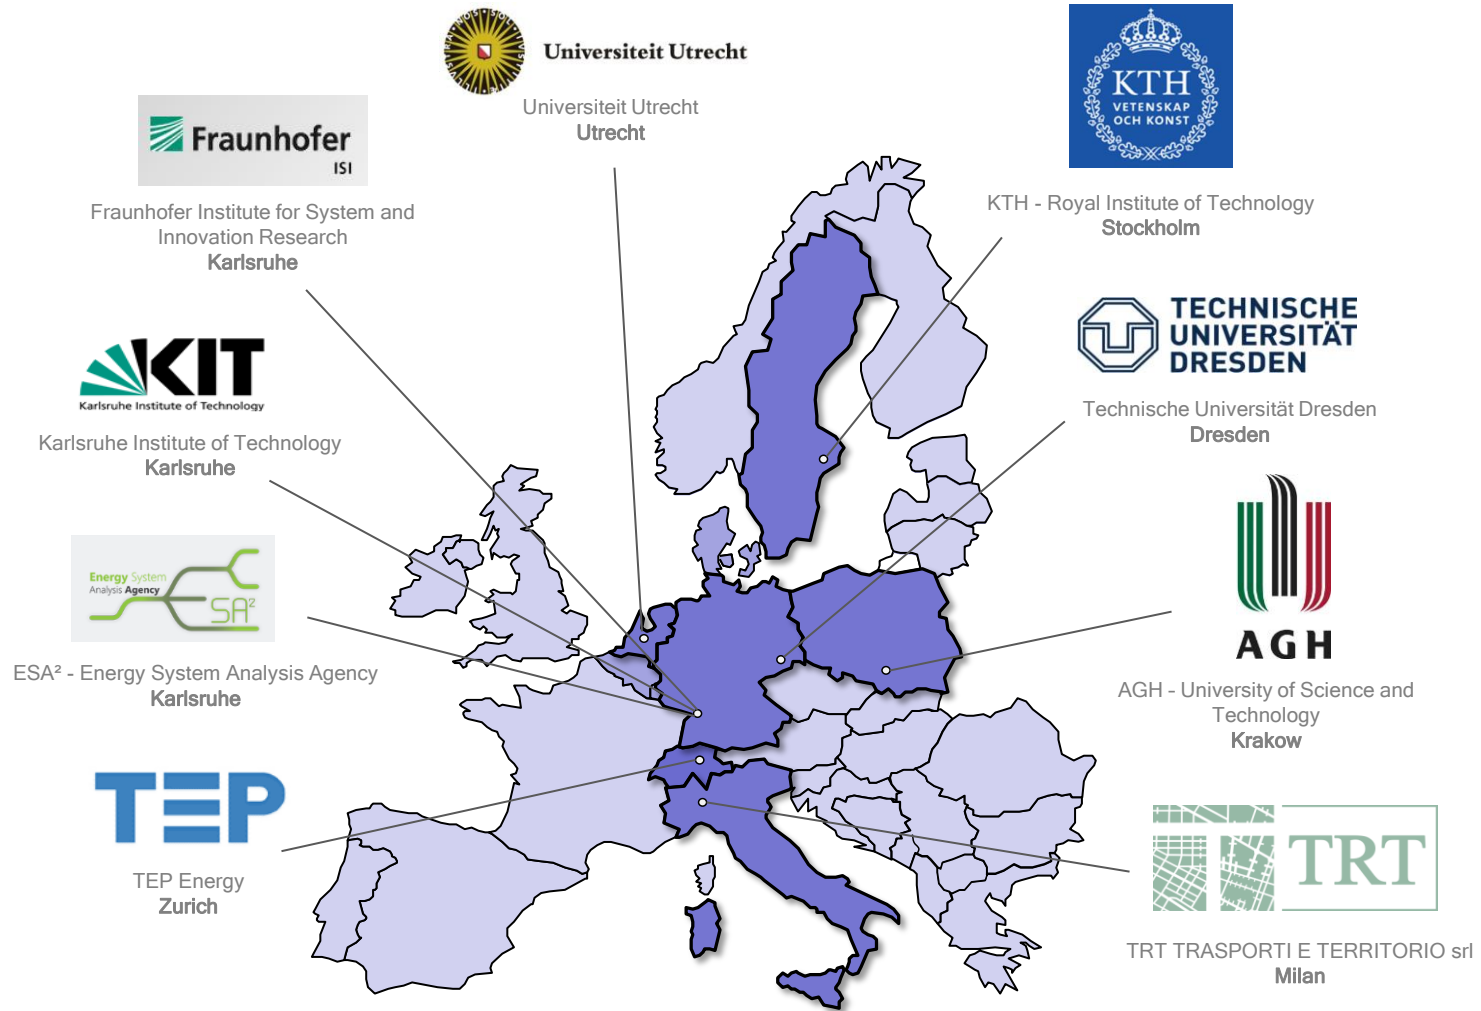 Universiteit Utrecht
Universiteit Utrecht
Utrecht
Fraunhofer
ISI
Fraunhofer Institute for System and
Innovation Research
Karlsruhe
KIT
Karlsruhe Institute of Technology
Karlsruhe Institute of Technology
Karlsruhe
Energy System
Analysis Agency
ESA²
ESA² - Energy System Analysis Agency
Karlsruhe
TEP
TEP Energy
Zurich
KTH
VETENSKAP
OCH KONST
KTH - Royal Institute of Technology
Stockholm
TECHNISCHE
UNIVERSITÄT
DRESDEN
Technische Universität Dresden
Dresden
AGH
AGH - University of Science and
Technology
Krakow
TRT
TRT TRASPORTI E TERRITORIO srl
Milan